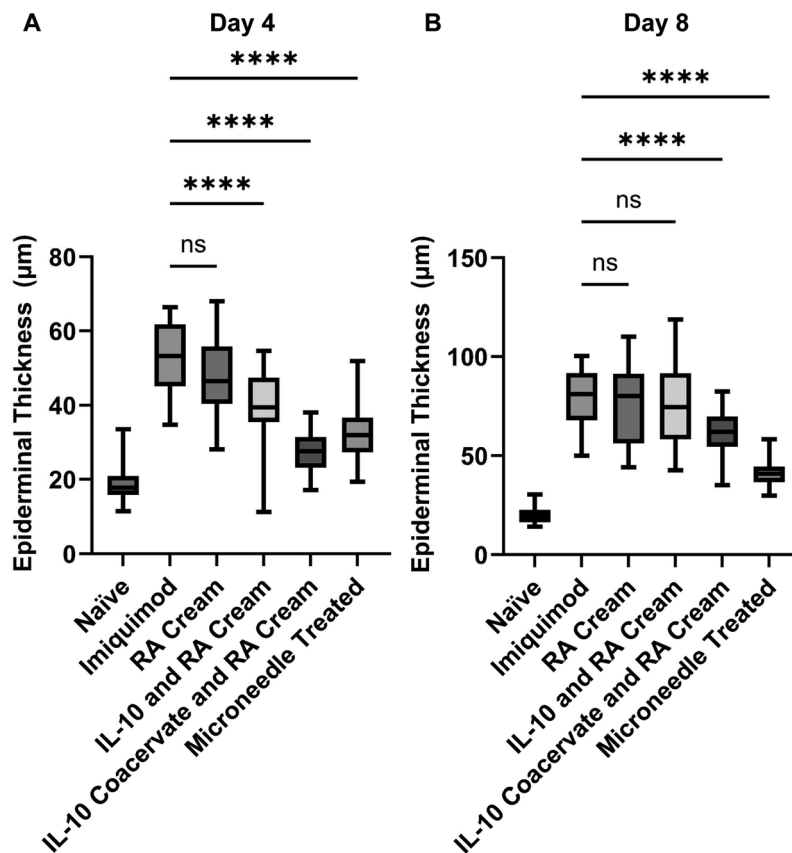 A
Day 4
****
****
****
ns
Epiderminal Thickness (µm)
80
60
40
20
0
Naïve
Imiquimod
RA Cream
IL-10 and RA Cream
IL-10 Coacervate and RA Cream
Microneedle Treated
B
Day 8
****
****
ns
ns
Epiderminal Thickness (µm)
150
100
50
0
Naïve
Imiquimod
RA Cream
IL-10 and RA Cream
IL-10 Coacervate and RA Cream
Microneedle Treated